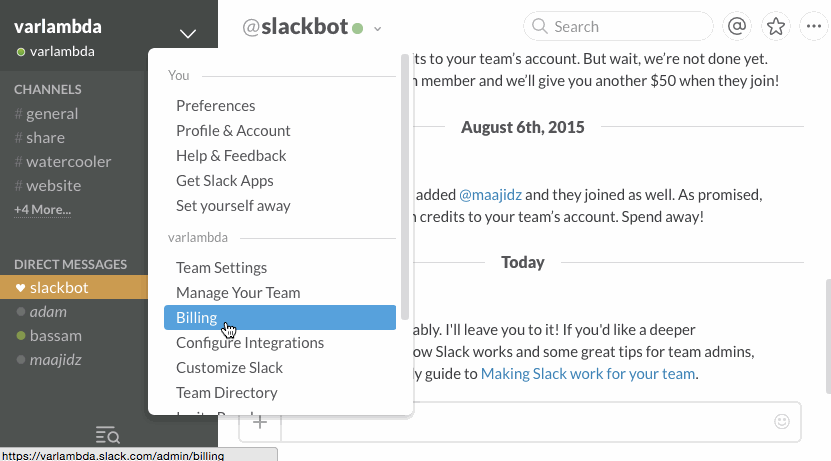 varlambda
varlambda
CHANNELS
# general
# share
# watercooler
# website
+4 More...
DIRECT MESSAGES
slackbot
adam
bassam
maajidz
You
Preferences
Profile & Account
Help & Feedback
Get Slack Apps
Set yourself away
varlambda
Team Settings
Manage Your Team
Billing
Configure Integrations
Customize Slack
Team Directory
@slackbot
Search
@
ts to your team's account. But wait, we're not done yet.
member and we'll give you another $50 when they join!
August 6th, 2015
added @maajidz and they joined as well. As promised,
credits to your team's account. Spend away!
Today
ably. I'll leave you to it! If you'd like a deeper
ow Slack works and some great tips for team admins,
y guide to Making Slack work for your team.
https://varlambda.slack.com/admin/billing